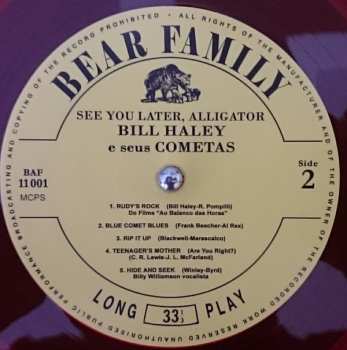 ALL RIGHTS OF THE MANUFACTURER AND OF THE OWNER OF THE RECORDED WORK RESERVED UNAUTHORISED PUBLIC PERFORMANCE BROADCASTING AND COPYING OF THE RECORD PROHIBITED
BEAR FAMILY
SEE YOU LATER, ALLIGATOR
BILL HALEY
e seus COMETAS
BAF
11 001
MCPS
Side
2
1. RUDY'S ROCK (Bill Haley-R. Pompilli)
Do Filme "Ao Balanco das Horas"
2. BLUE COMET BLUES (Frank Beecher-Al Rex)
3. RIP IT UP (Blackwell-Marascalco)
4. TEENAGER'S MOTHER (Are You Right?)
(C. R. Lewis-J. L. McFarland)
5. HIDE AND SEEK (Winley-Byrd)
Billy Williamson vocalista
LONG 33⅓ PLAY